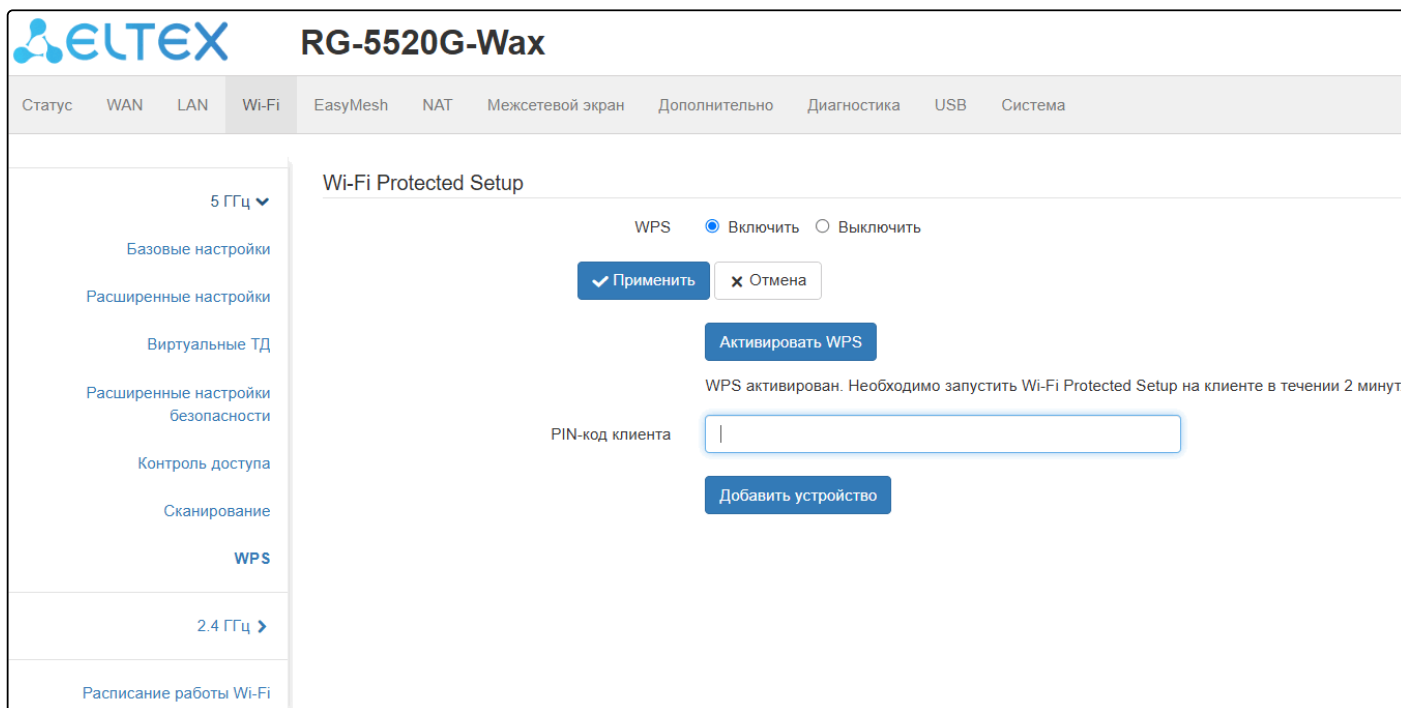 ELTEX RG-5520G-Wax
Статус WAN LAN Wi-Fi EasyMesh NAT Межсетевой экран Дополнительно Диагностика USB Система
5 ГГц
Базовые настройки
Расширенные настройки
Виртуальные ТД
Расширенные настройки
безопасности
Контроль доступа
Сканирование
WPS
2.4 ГГц
Расписание работы Wi-Fi
Wi-Fi Protected Setup
WPS Включить Выключить
Применить Отмена
Активировать WPS
WPS активирован. Необходимо запустить Wi-Fi Protected Setup на клиенте в течении 2 минут
PIN-код клиента
Добавить устройство